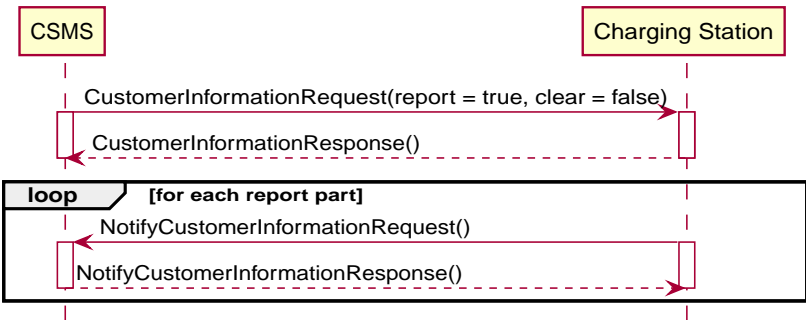 CSMS
Charging Station
CustomerInformationRequest(report = true, clear = false)
CustomerInformationResponse()
loop
[for each report part]
NotifyCustomerInformationRequest()
NotifyCustomerInformationResponse()